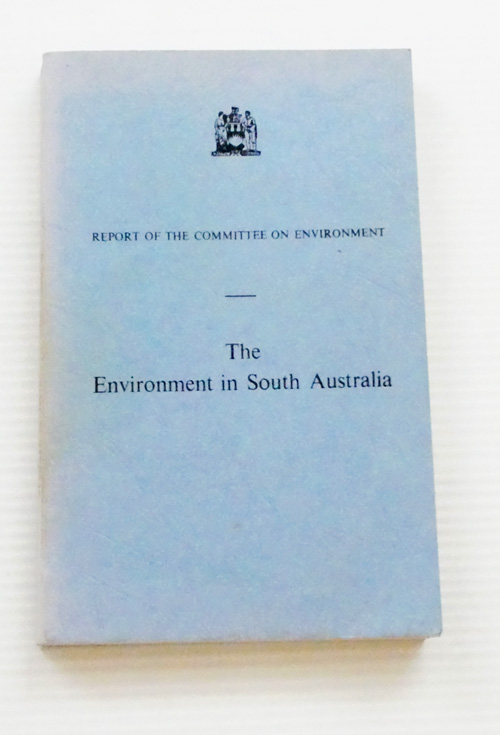 REPORT OF THE COMMITTEE ON ENVIRONMENT
The
Environment in South Australia